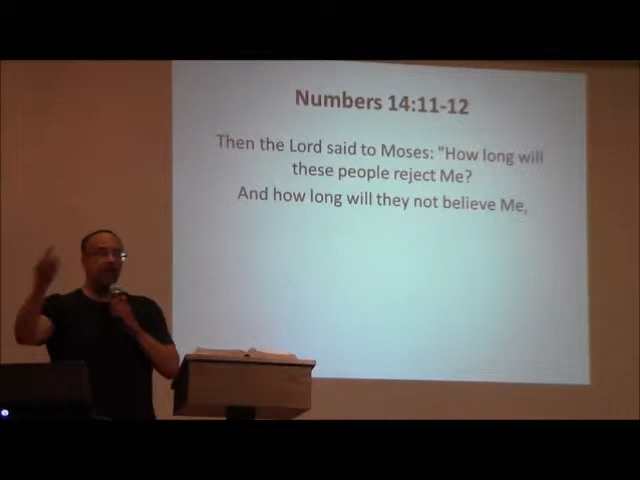 Numbers 14:11-12
Then the Lord said to Moses: "How long will
these people reject Me?
And how long will they not believe Me,